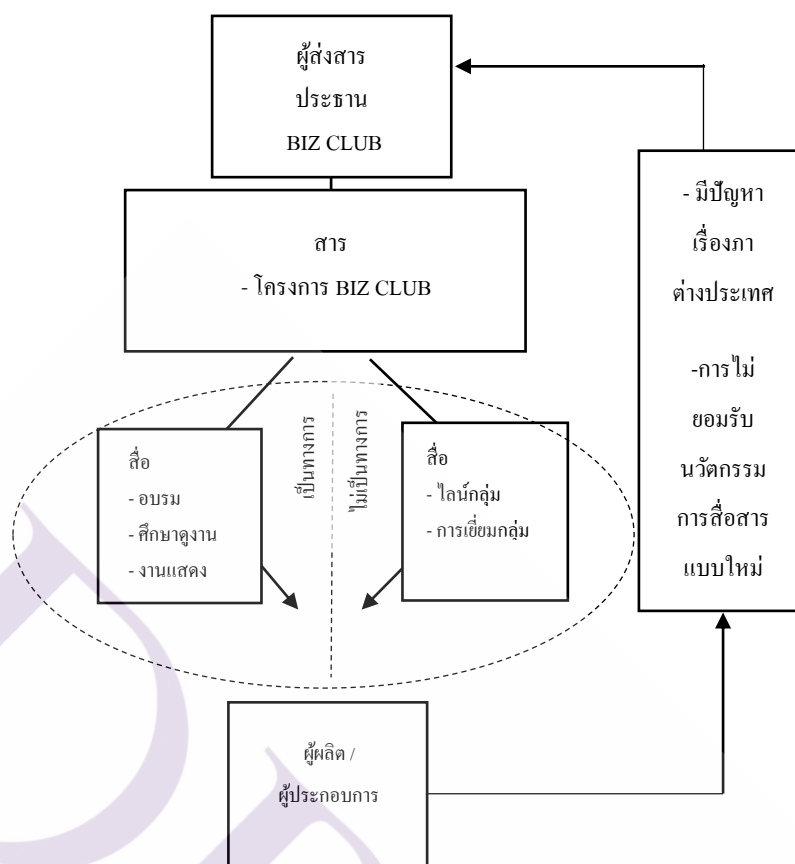 ผู้ส่งสาร
ประธาน
BIZ CLUB
สาร
- โครงการ BIZ CLUB
เป็นทางการ
ไม่เป็นทางการ
สื่อ
- อบรม
- ศึกษาดูงาน
- งานแสดง
สื่อ
- ไลน์กลุ่ม
- การเยี่ยมกลุ่ม
ผู้ผลิต /
ผู้ประกอบการ
- มีปัญหา
เรื่องภา
ต่างประเทศ
-การไม่
ยอมรับ
นวัตกรรม
การสื่อสาร
แบบใหม่